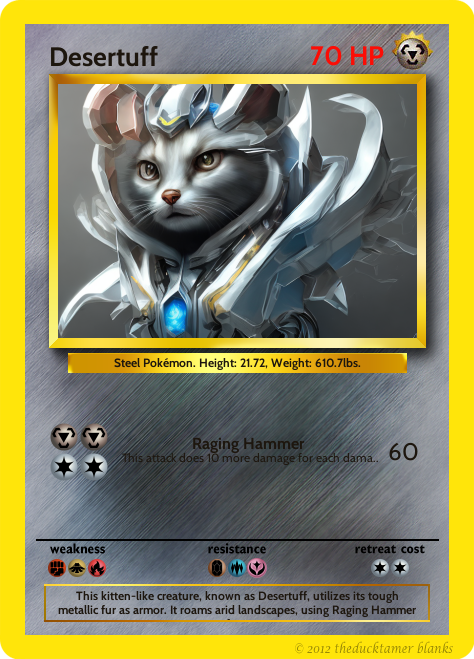 Desertuff
70 HP
Steel Pokémon. Height: 21.72, Weight: 610.7lbs.
Raging Hammer
This attack does 10 more damage for each dama..
60
weakness
resistance
retreat cost
This kitten-like creature, known as Desertuff, utilizes its tough
metallic fur as armor. It roams arid landscapes, using Raging Hammer
© 2012 theducktamer blanks